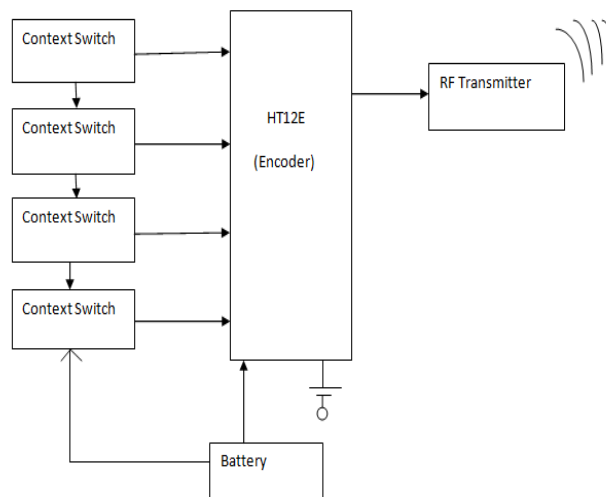 Context Switch
Context Switch
Context Switch
Context Switch
HT12E
(Encoder)
RF Transmitter
Battery